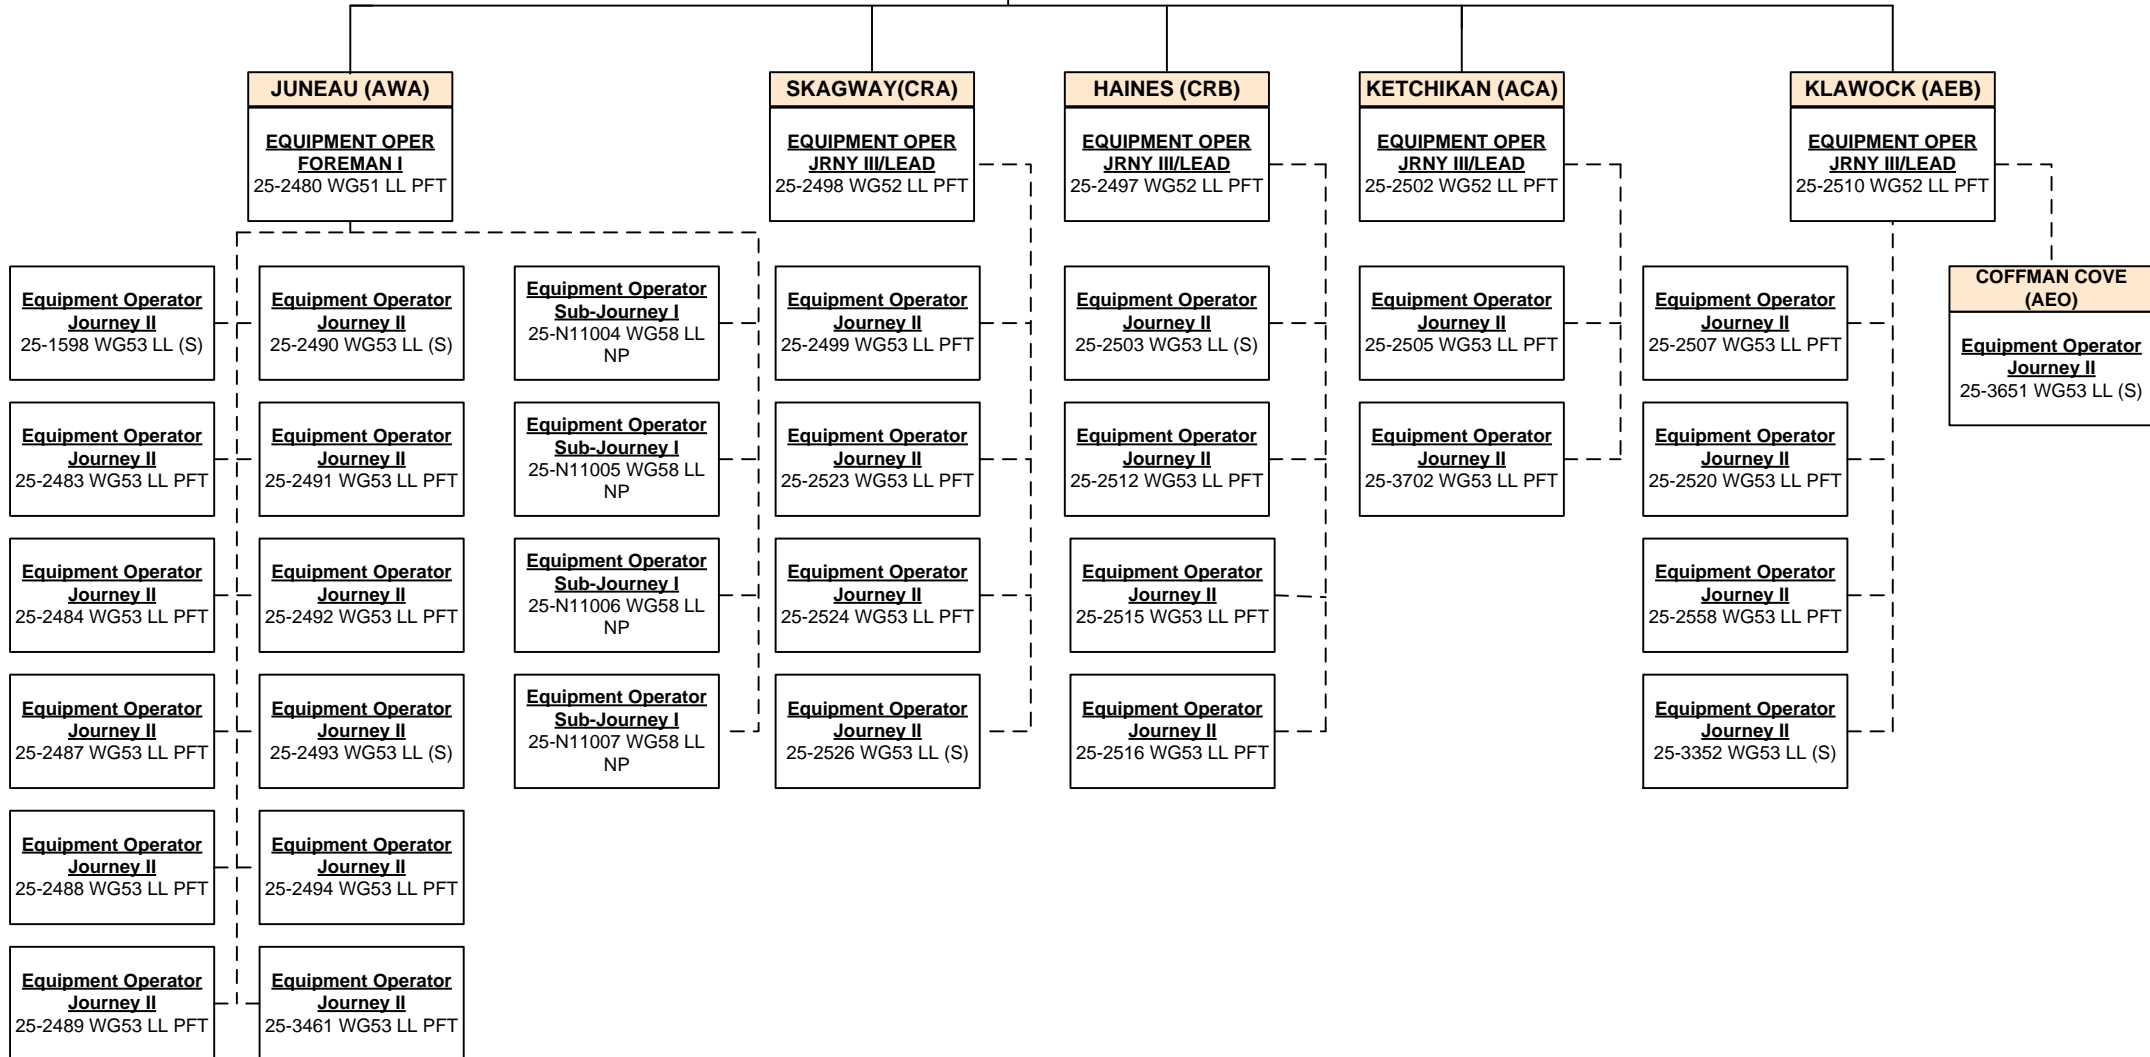 JUNEAU (AWA)
EQUIPMENT OPER
FOREMAN I
25-2480 WG51 LL PFT
SKAGWAY(CRA)
EQUIPMENT OPER
JRNY III/LEAD
25-2498 WG52 LL PFT
HAINES (CRB)
EQUIPMENT OPER
JRNY III/LEAD
25-2497 WG52 LL PFT
KETCHIKAN (ACA)
EQUIPMENT OPER
JRNY III/LEAD
25-2502 WG52 LL PFT
KLAWOCK (AEB)
EQUIPMENT OPER
JRNY III/LEAD
25-2510 WG52 LL PFT
Equipment Operator
Journey II
25-1598 WG53 LL (S)
Equipment Operator
Journey II
25-2490 WG53 LL (S)
Equipment Operator
Sub-Journey I
25-N11004 WG58 LL
NP
Equipment Operator
Journey II
25-2499 WG53 LL PFT
Equipment Operator
Journey II
25-2503 WG53 LL (S)
Equipment Operator
Journey II
25-2505 WG53 LL PFT
Equipment Operator
Journey II
25-2507 WG53 LL PFT
COFFMAN COVE
(AEO)
Equipment Operator
Journey II
25-3651 WG53 LL (S)
Equipment Operator
Journey II
25-2483 WG53 LL PFT
Equipment Operator
Journey II
25-2491 WG53 LL PFT
Equipment Operator
Sub-Journey I
25-N11005 WG58 LL
NP
Equipment Operator
Journey II
25-2523 WG53 LL PFT
Equipment Operator
Journey II
25-2512 WG53 LL PFT
Equipment Operator
Journey II
25-3702 WG53 LL PFT
Equipment Operator
Journey II
25-2520 WG53 LL PFT
Equipment Operator
Journey II
25-2484 WG53 LL PFT
Equipment Operator
Journey II
25-2492 WG53 LL PFT
Equipment Operator
Sub-Journey I
25-N11006 WG58 LL
NP
Equipment Operator
Journey II
25-2524 WG53 LL PFT
Equipment Operator
Journey II
25-2515 WG53 LL PFT
Equipment Operator
Journey II
25-2558 WG53 LL PFT
Equipment Operator
Journey II
25-2487 WG53 LL PFT
Equipment Operator
Journey II
25-2493 WG53 LL (S)
Equipment Operator
Sub-Journey I
25-N11007 WG58 LL
NP
Equipment Operator
Journey II
25-2526 WG53 LL (S)
Equipment Operator
Journey II
25-2516 WG53 LL PFT
Equipment Operator
Journey II
25-3352 WG53 LL (S)
Equipment Operator
Journey II
25-2488 WG53 LL PFT
Equipment Operator
Journey II
25-2494 WG53 LL PFT
Equipment Operator
Journey II
25-2489 WG53 LL PFT
Equipment Operator
Journey II
25-3461 WG53 LL PFT